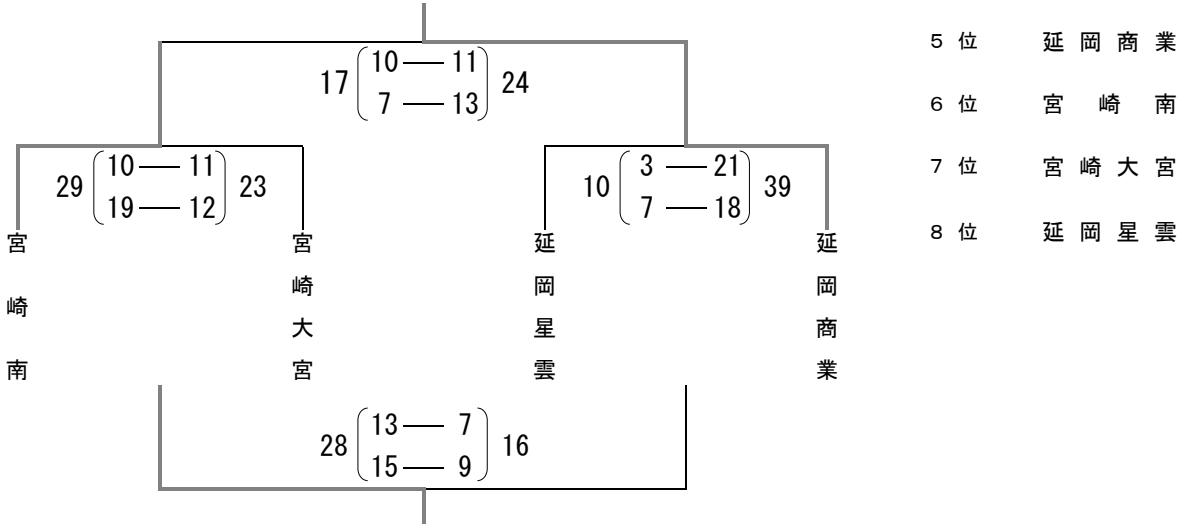 17 10 11 24
7 13
29 10 11 23
19 12
10 3 21 39
7 18
宮崎南
宮崎大宮
延岡星雲
延岡商業
28 13 7 16
15 9
5 位 延岡商業
6 位 宮崎南
7 位 宮崎大宮
8 位 延岡星雲